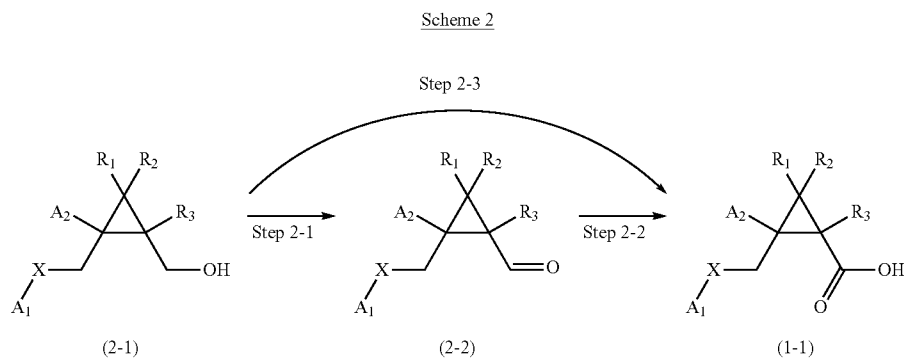 Scheme 2
Step 2-3
R1 R2 R1 R2 R1 R2
A2 R3 A2 R3 A2 R3
Step 2-1 Step 2-2
X OH X O X OH
O
A1 A1 A1
(2-1) (2-2) (1-1)